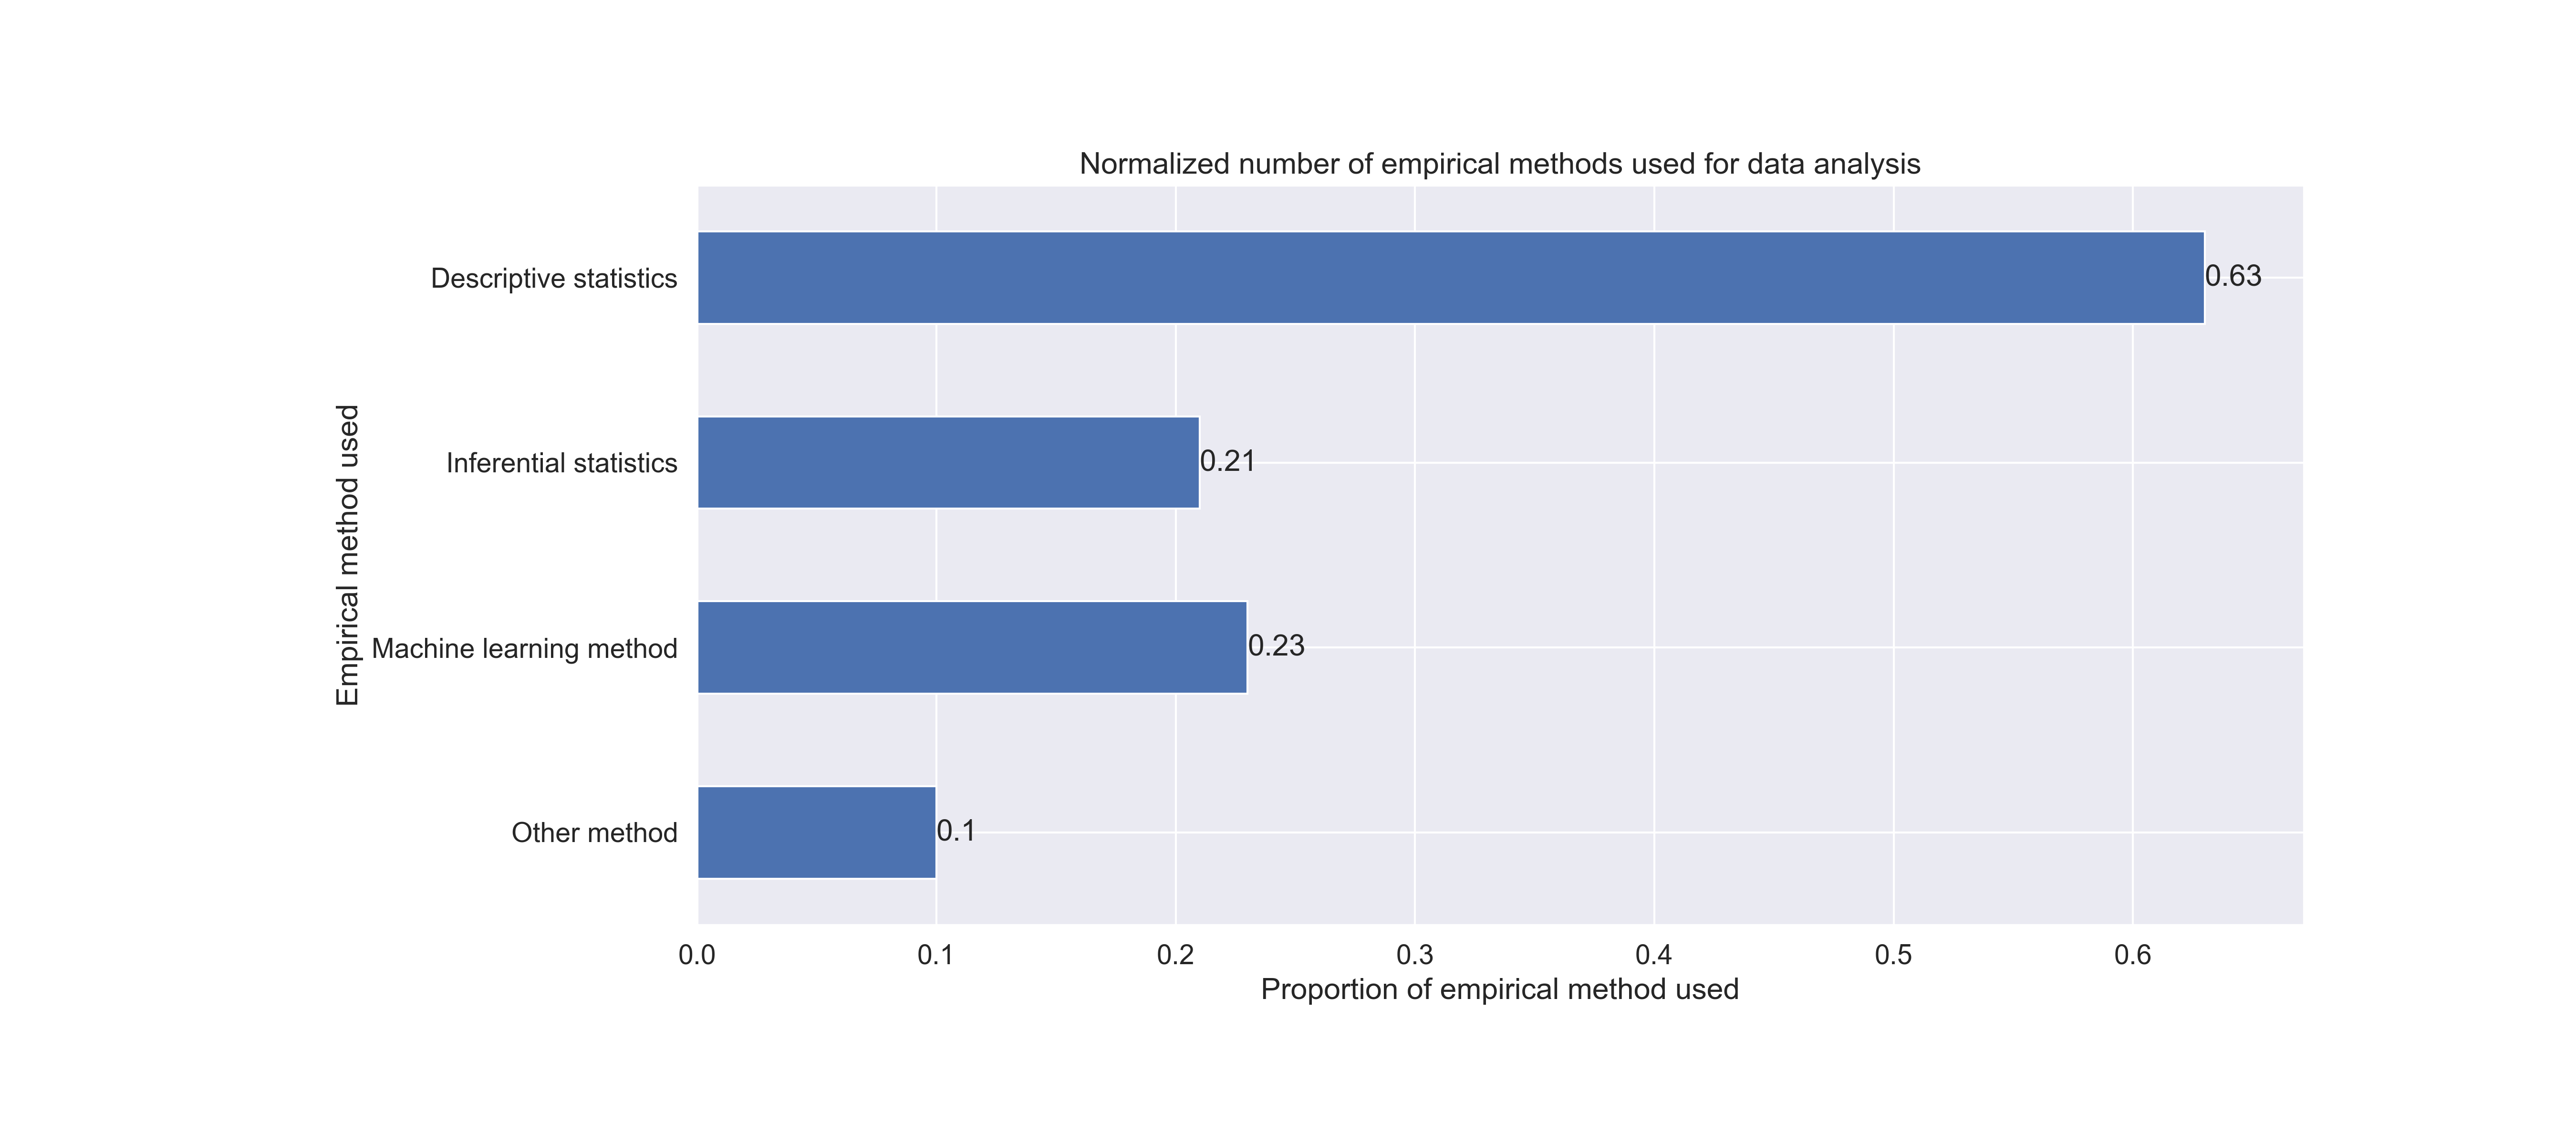 Normalized number of empirical methods used for data analysis
Empirical method used
Descriptive statistics
0.63
Inferential statistics
0.21
Machine learning method
0.23
Other method
0.1
0.0 0.1 0.2 0.3 0.4 0.5 0.6
Proportion of empirical method used